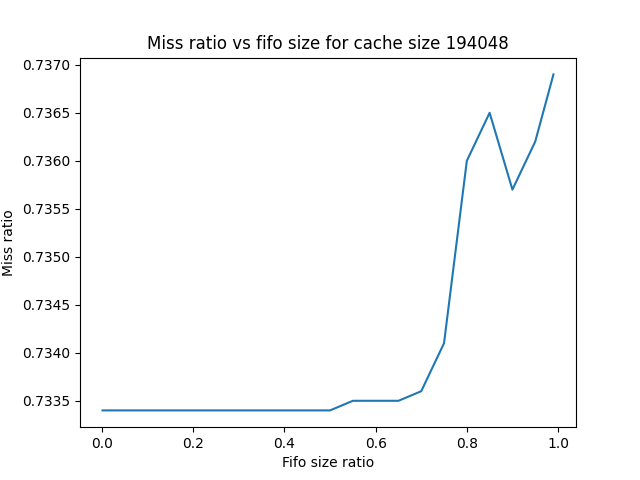 Miss ratio vs fifo size for cache size 194048
0.7370
0.7365
0.7360
0.7355
0.7350
0.7345
0.7340
0.7335
Miss ratio
0.0 0.2 0.4 0.6 0.8 1.0
Fifo size ratio